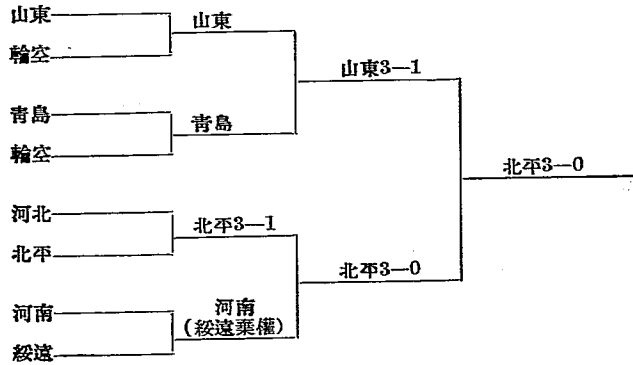 山東
山東
輪空
山東3—1
青島
青島
輪空
北平3—0
河北
北平3—1
北平
北平3—0
河南
河南
(綏遠棄權)
綏遠